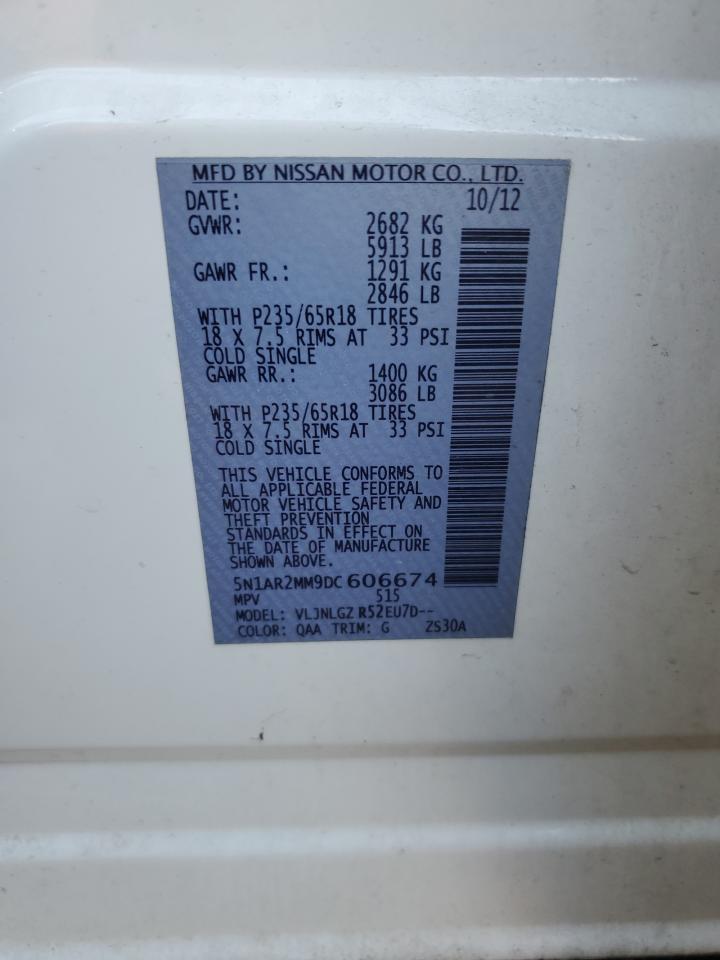 MFD BY NISSAN MOTOR CO., LTD.
DATE: 10/12
GVWR: 2682 KG
5913 LB
GAWR FR.: 1291 KG
2846 LB
WITH P235/65R18 TIRES
18 X 7.5 RIMS AT 33 PSI
COLD SINGLE
GAWR RR.: 1400 KG
3086 LB
WITH P235/65R18 TIRES
18 X 7.5 RIMS AT 33 PSI
COLD SINGLE
THIS VEHICLE CONFORMS TO
ALL APPLICABLE FEDERAL
MOTOR VEHICLE SAFETY AND
THEFT PREVENTION
STANDARDS IN EFFECT ON
THE DATE OF MANUFACTURE
SHOWN ABOVE.
5N1AR2MM9DC606674
MPV 515
MODEL: VLJNLGZ R52EU7D--
COLOR: QAA TRIM: G ZS30A